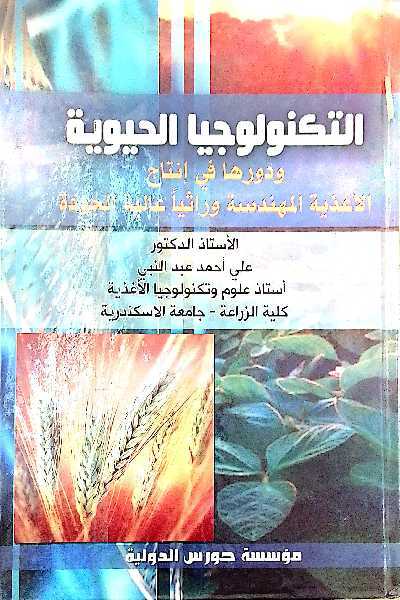 التكنولوجيا الحيوية
ودورها في إنتاج
الأغذية المهندسة وراثياً عالية الجودة
الأستاذ الدكتور
علي أحمد عبد النبي
أستاذ علوم وتكنولوجيا الأغذية
كلية الزراعة - جامعة الاسكندرية
مؤسسة حورس الدولية